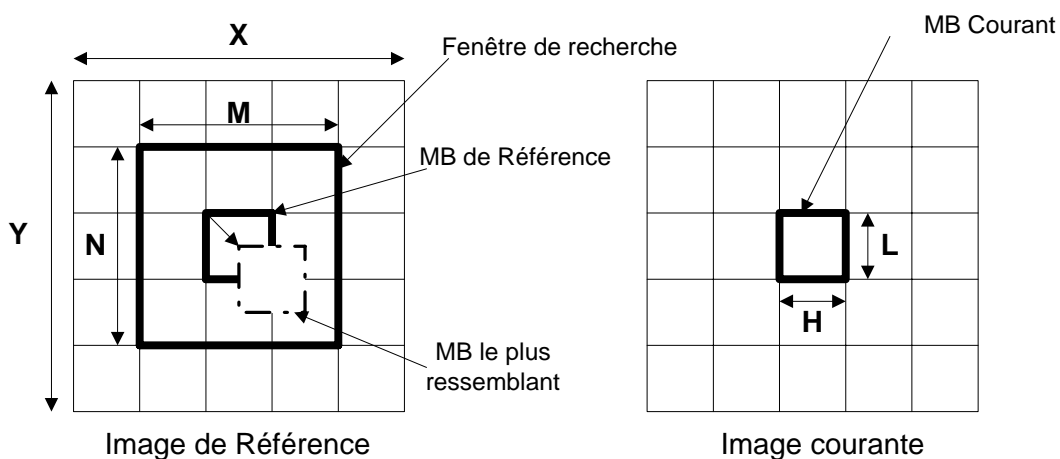 X
Fenêtre de recherche
MB Courant
M
MB de Référence
Y
N
L
H
MB le plus
ressemblant
Image de Référence
Image courante